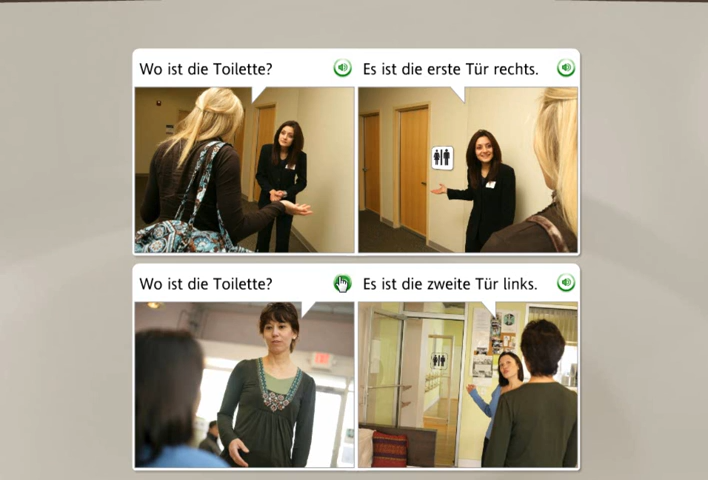 Wo ist die Toilette?
Es ist die erste Tür rechts.
Wo ist die Toilette?
Es ist die zweite Tür links.